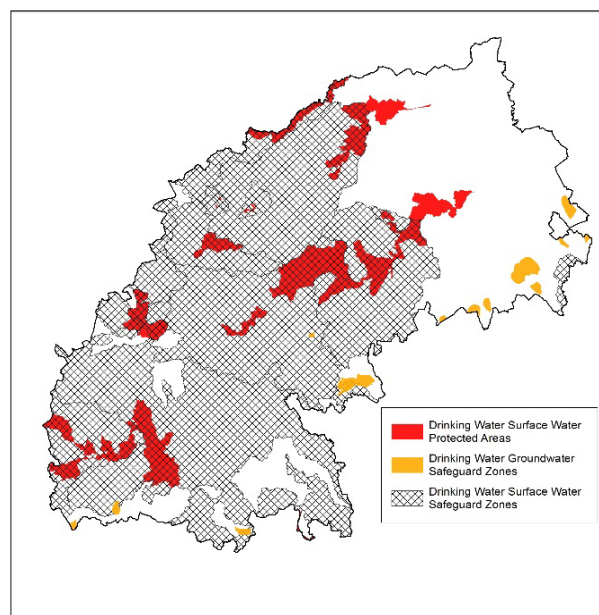 Drinking Water Surface Water
Protected Areas
Drinking Water Groundwater
Safeguard Zones
Drinking Water Surface Water
Safeguard Zones